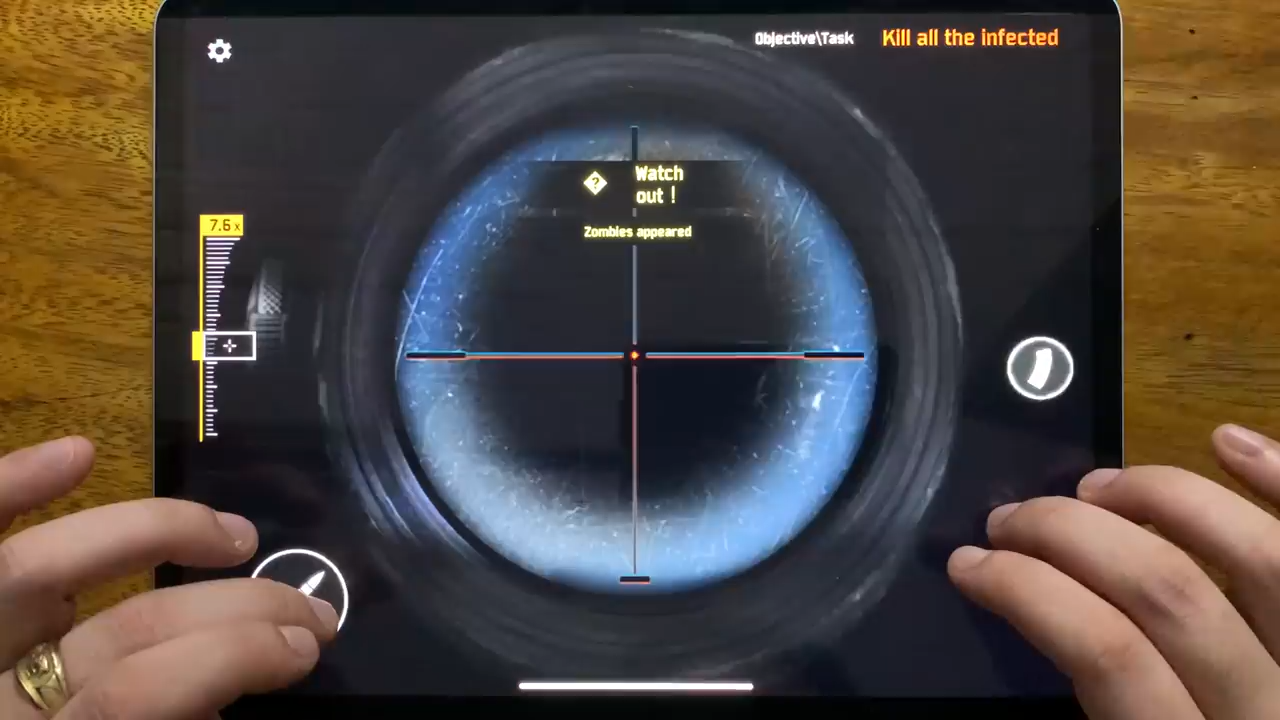 Objective\Task Kill all the infected
Watch
out !
Zombies appeared
7.6 x